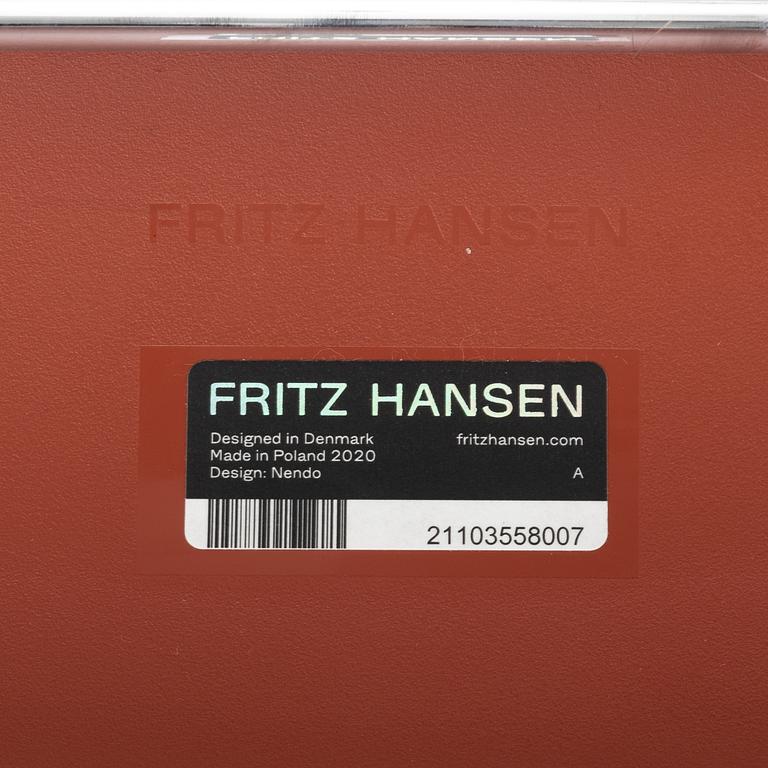 FRITZ HANSEN
FRITZ HANSEN
Designed in Denmark
fritzhansen.com
Made in Poland 2020
Design: Nendo
A
21103558007